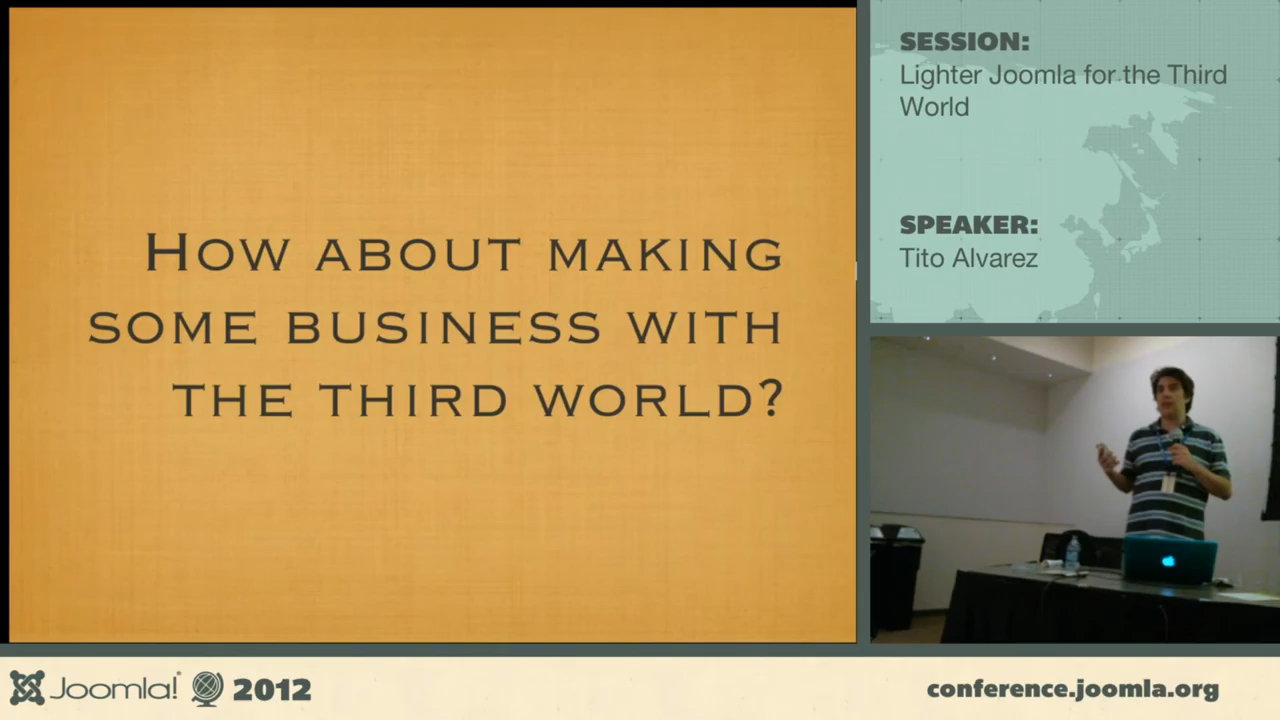 How about making
some business with
the third world?
SESSION:
Lighter Joomla for the Third
World
SPEAKER:
Tito Alvarez
Joomla! 2012
conference.joomla.org